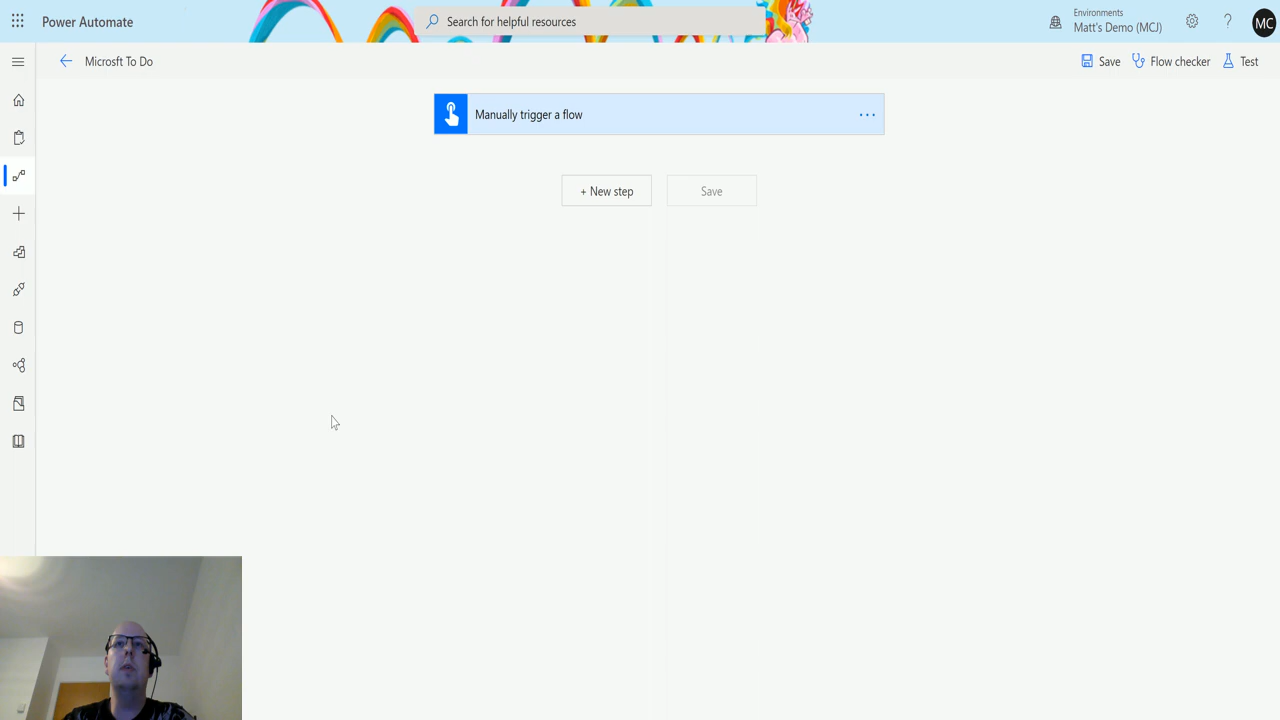 Power Automate
Search for helpful resources
Environments
Matt's Demo (MCJ)
?
MC
Microsft To Do
Save
Flow checker
Test
Manually trigger a flow
...
+ New step
Save